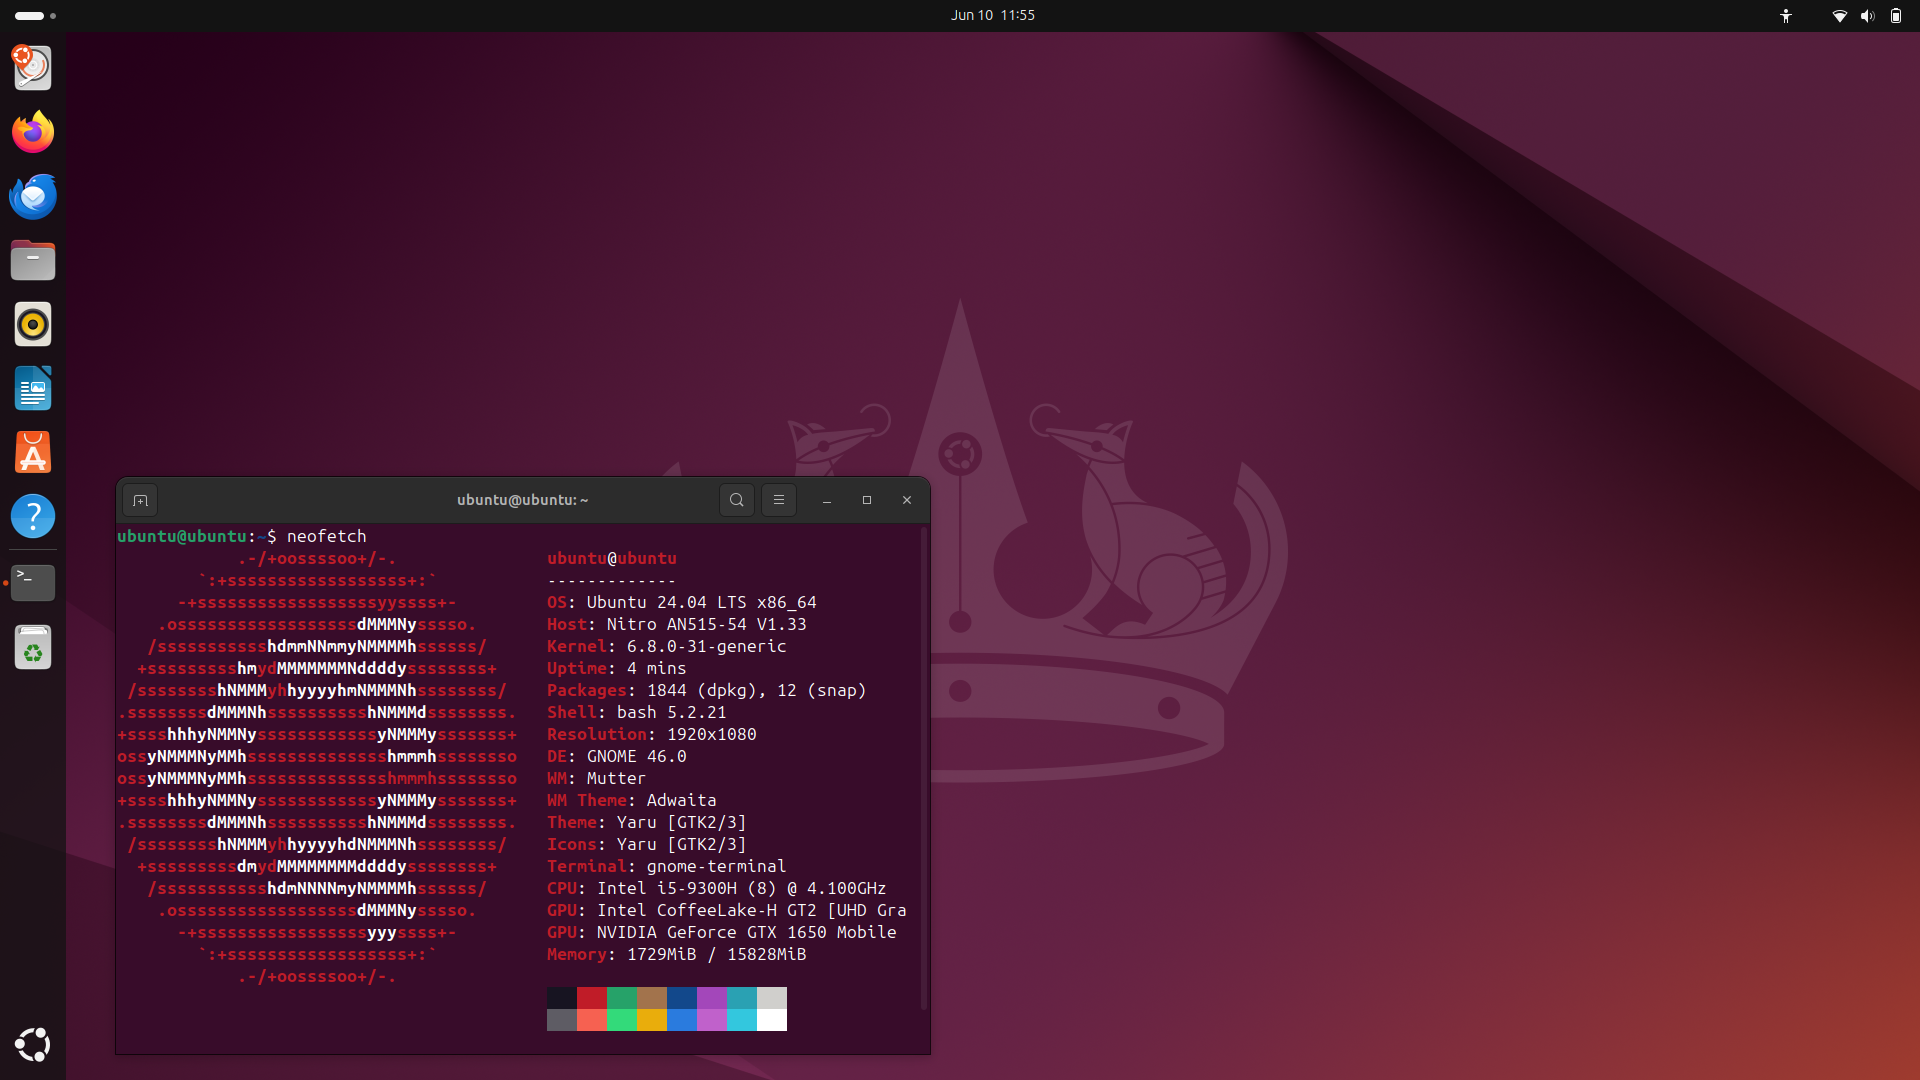 Jun 10 11:55
ubuntu@ubuntu: ~
ubuntu@ubuntu:~$ neofetch
.-/+oossssoo+/-. ubuntu@ubuntu
`:+ssssssssssssssssss+:` -------------
-+ssssssssssssssssssyyssss+- OS: Ubuntu 24.04 LTS x86_64
.ossssssssssssssssssdMMMNysssso. Host: Nitro AN515-54 V1.33
/ssssssssssshdmmNNmmyNMMMMhssssss/ Kernel: 6.8.0-31-generic
+ssssssssshmydMMMMMMMNddddyssssssss+ Uptime: 4 mins
/sssssssshNMMMyhhyyyyhmNMMMNhssssssss/ Packages: 1844 (dpkg), 12 (snap)
.ssssssssdMMMNhsssssssssshNMMMdssssssss. Shell: bash 5.2.21
+sssshhhyNMMNyssssssssssssyNMMMysssssss+ Resolution: 1920x1080
ossyNMMMNyMMhsssssssssssssshmmmhssssssso DE: GNOME 46.0
ossyNMMMNyMMhsssssssssssssshmmmhssssssso WM: Mutter
+sssshhhyNMMNyssssssssssssyNMMMysssssss+ WM Theme: Adwaita
.ssssssssdMMMNhsssssssssshNMMMdssssssss. Theme: Yaru [GTK2/3]
/sssssssshNMMMyhhyyyyhdNMMMNhssssssss/ Icons: Yaru [GTK2/3]
+sssssssssdmydMMMMMMMMddddyssssssss+ Terminal: gnome-terminal
/ssssssssssshdmNNNNmyNMMMMhssssss/ CPU: Intel i5-9300H (8) @ 4.100GHz
.ossssssssssssssssssdMMMNysssso. GPU: Intel CoffeeLake-H GT2 [UHD Gra
-+sssssssssssssssssyyyssss+- GPU: NVIDIA GeForce GTX 1650 Mobile
`:+ssssssssssssssssss+:` Memory: 1729MiB / 15828MiB
.-/+oossssoo+/-.